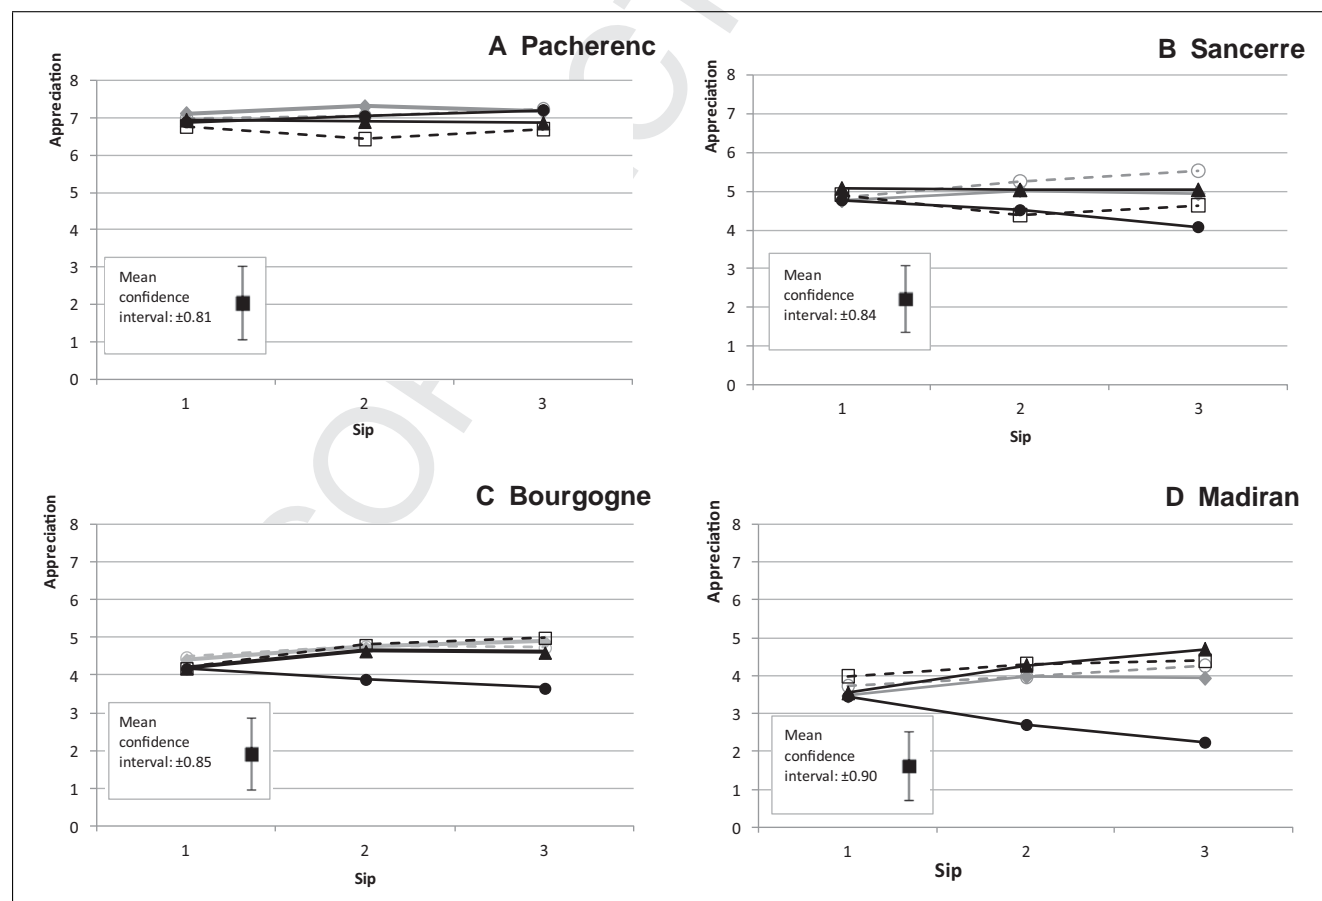 A Pacherenc
Appreciation
8
7
6
5
4
3
2
1
0
Mean
confidence
interval: ±0.81
1
2
3
Sip
B Sancerre
Appreciation
8
7
6
5
4
3
2
1
0
Mean
confidence
interval: ±0.84
1
2
3
Sip
C Bourgogne
Appreciation
8
7
6
5
4
3
2
1
0
Mean
confidence
interval: ±0.85
1
2
3
Sip
D Madiran
Appreciation
8
7
6
5
4
3
2
1
0
Mean
confidence
interval: ±0.90
1
2
3
Sip